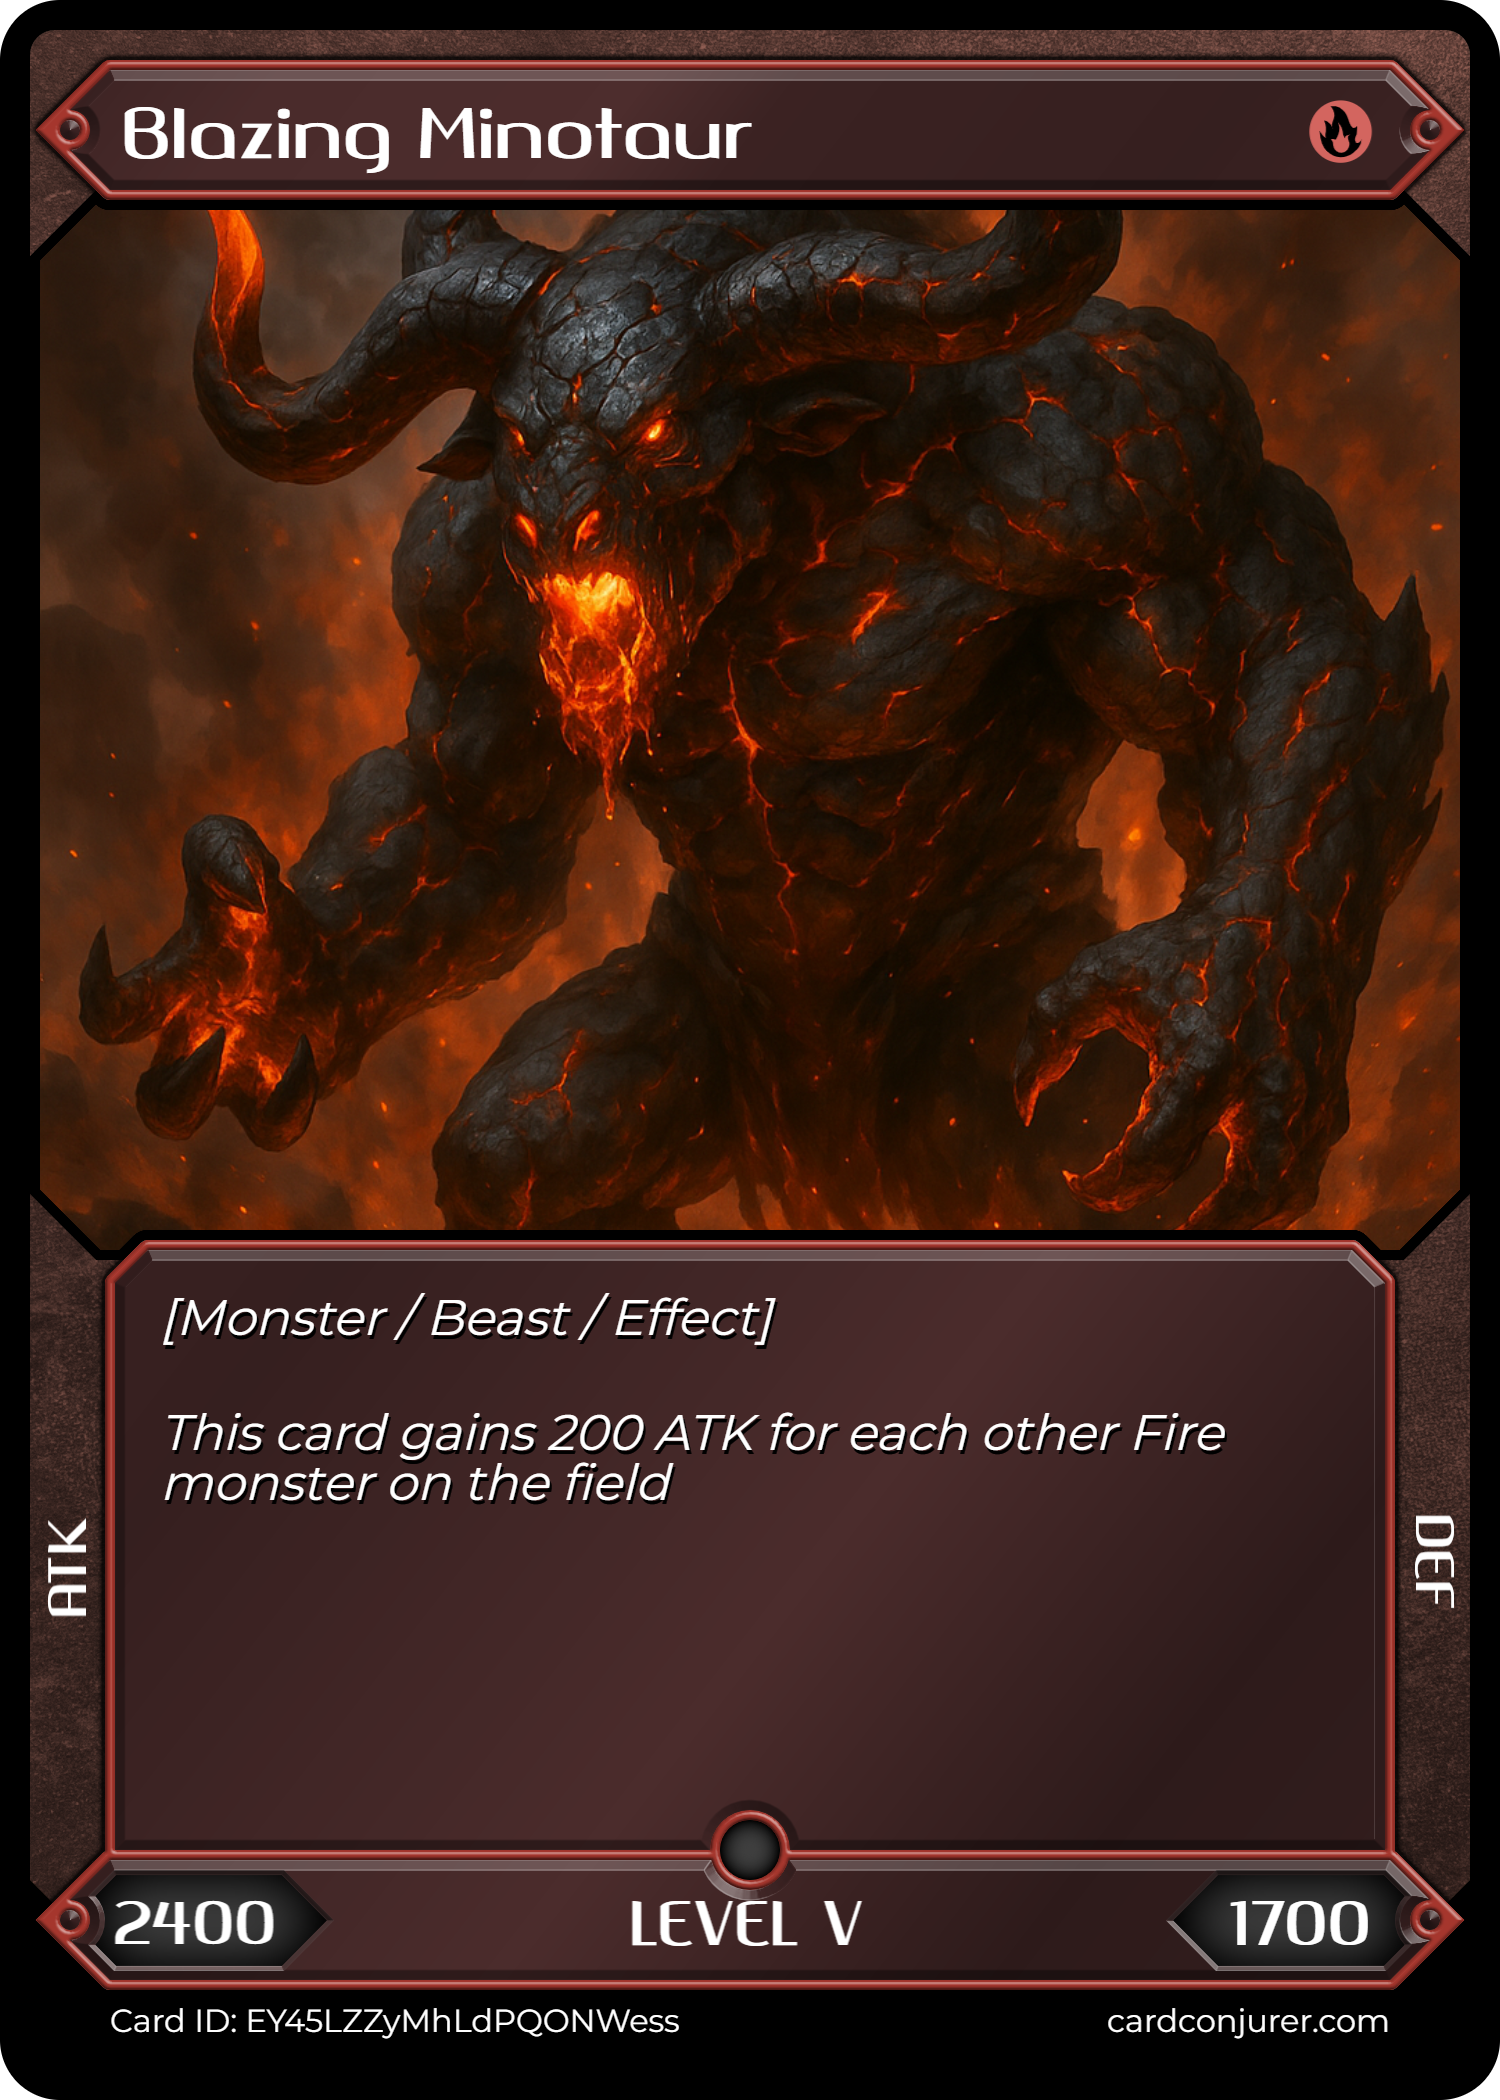 Blazing Minotaur
[Monster / Beast / Effect]
This card gains 200 ATK for each other Fire
monster on the field
ATK
DEF
2400
LEVEL V
1700
Card ID: EY45LZZyMhLdPQONWess
cardconjurer.com